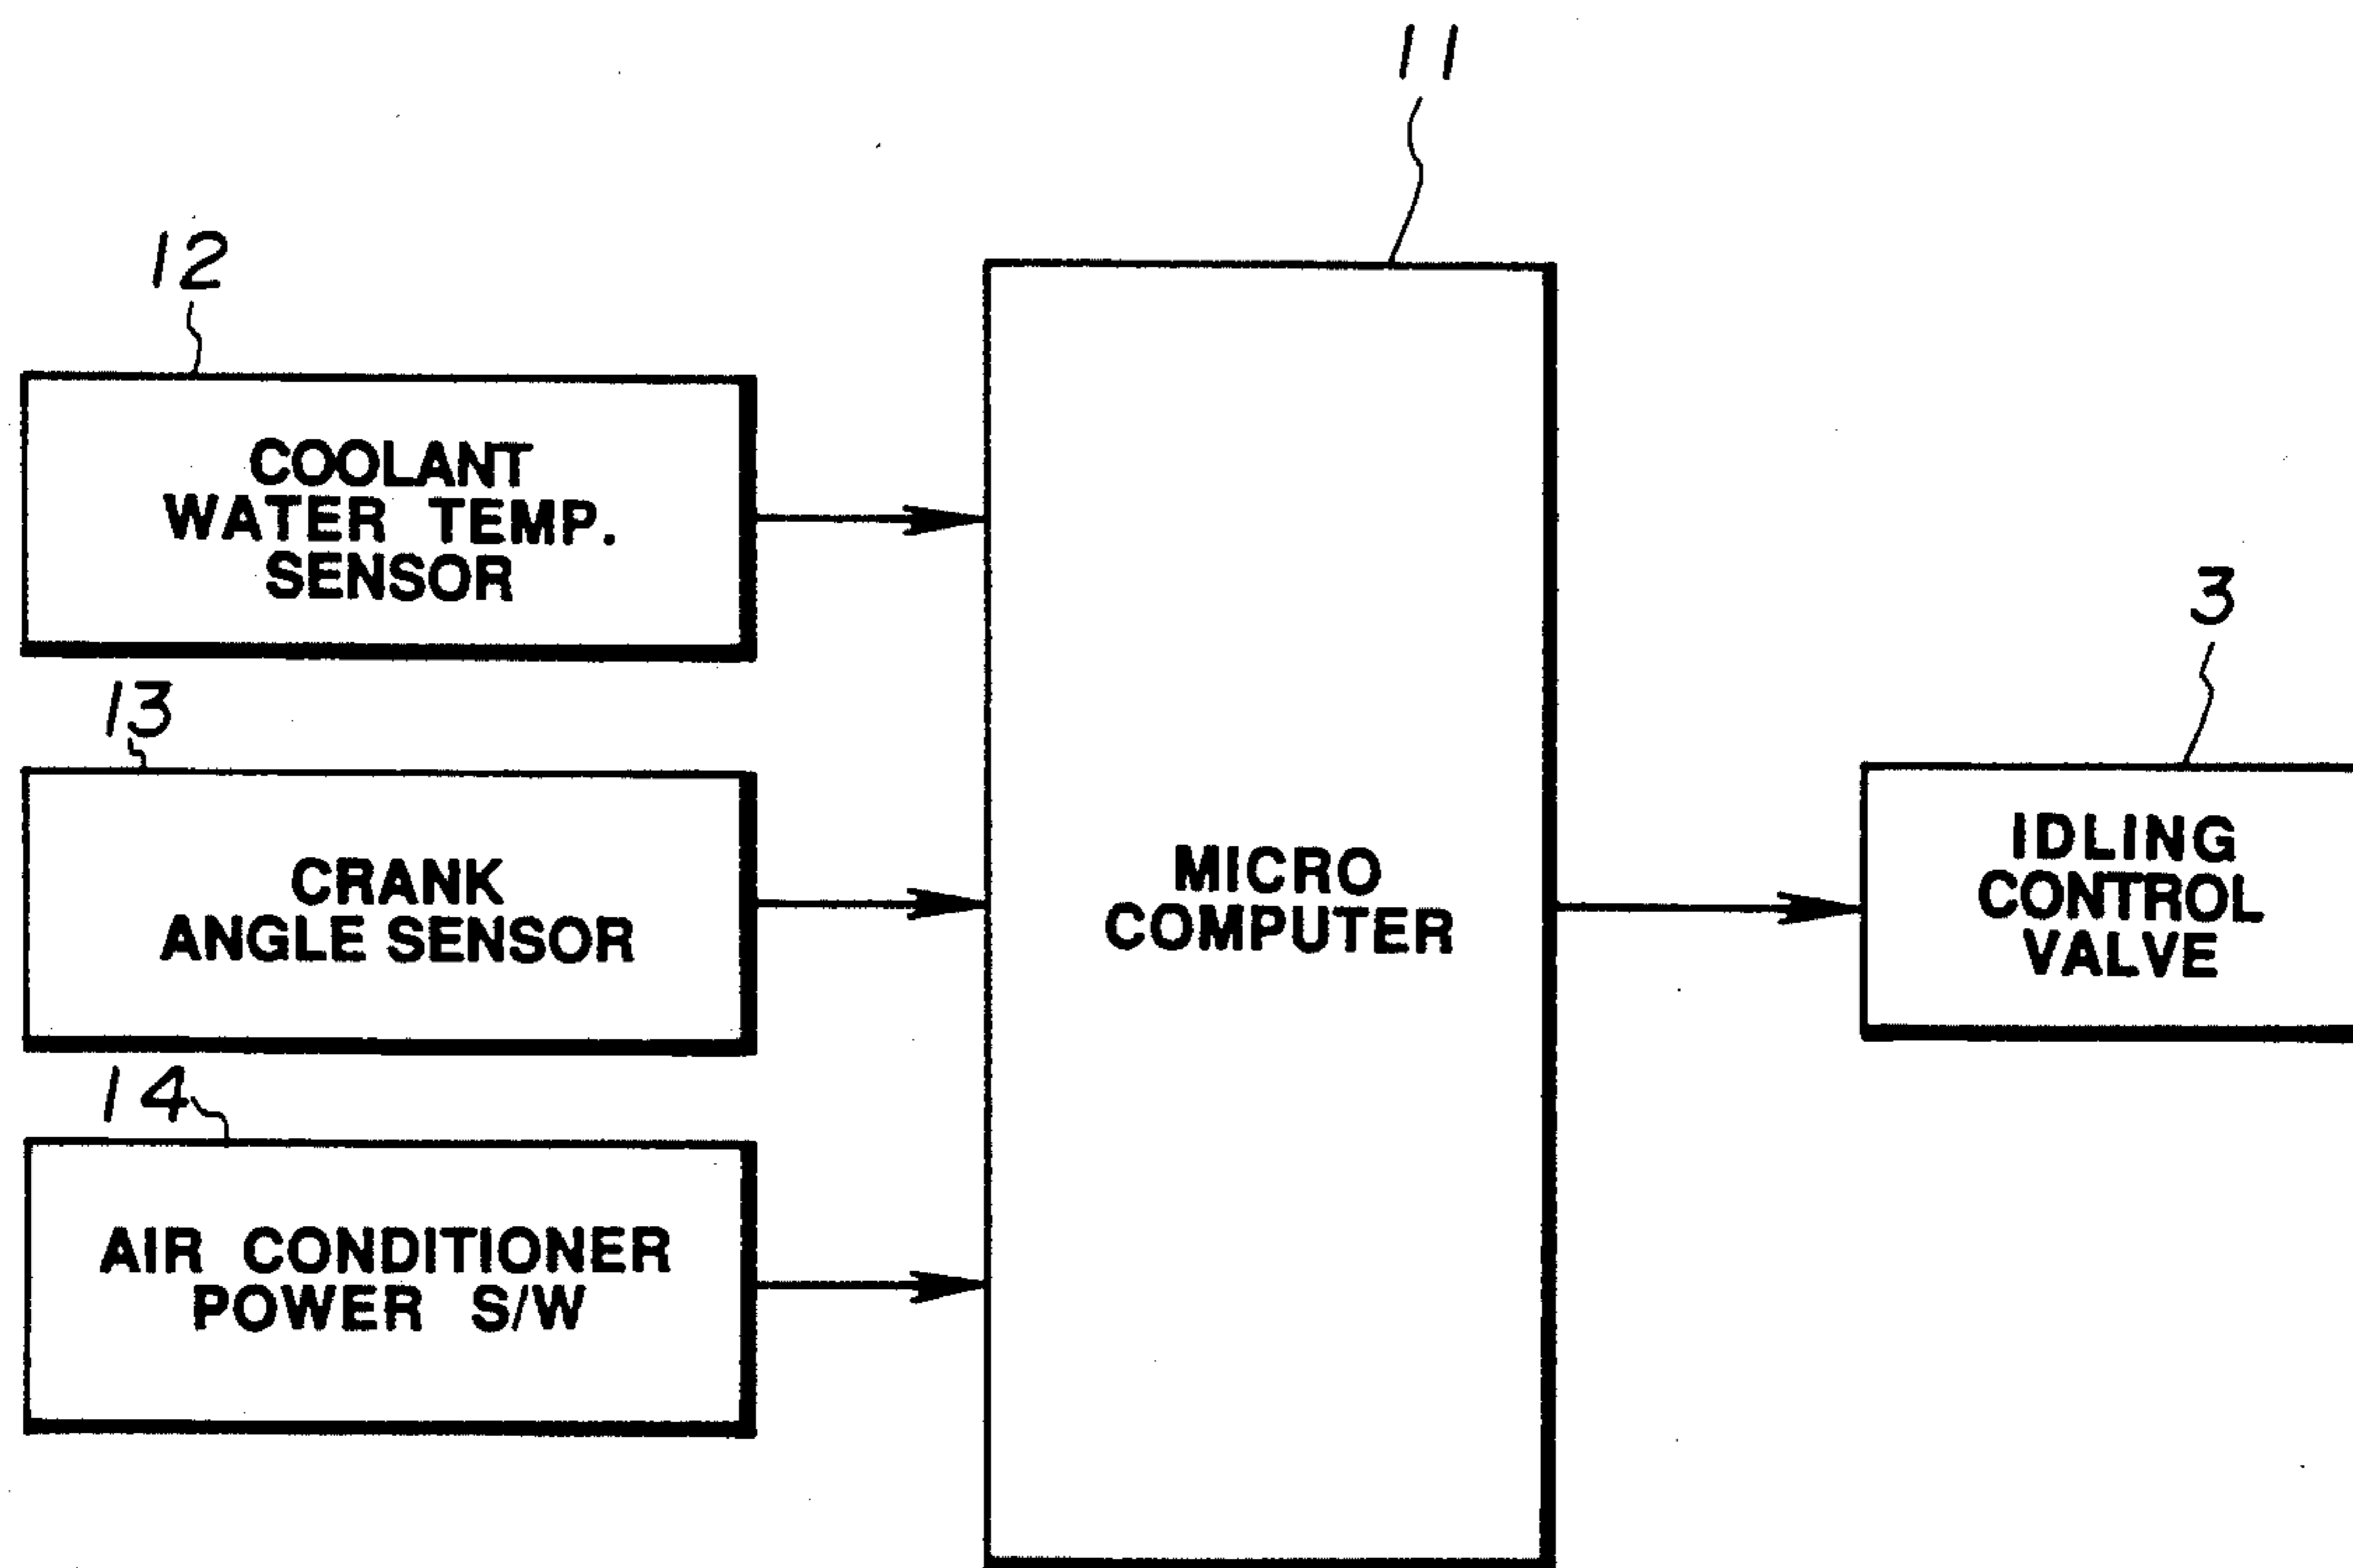 11
12
COOLANT
WATER TEMP.
SENSOR
13
CRANK
ANGLE SENSOR
14
AIR CONDITIONER
POWER S/W
MICRO
COMPUTER
3
IDLING
CONTROL
VALVE